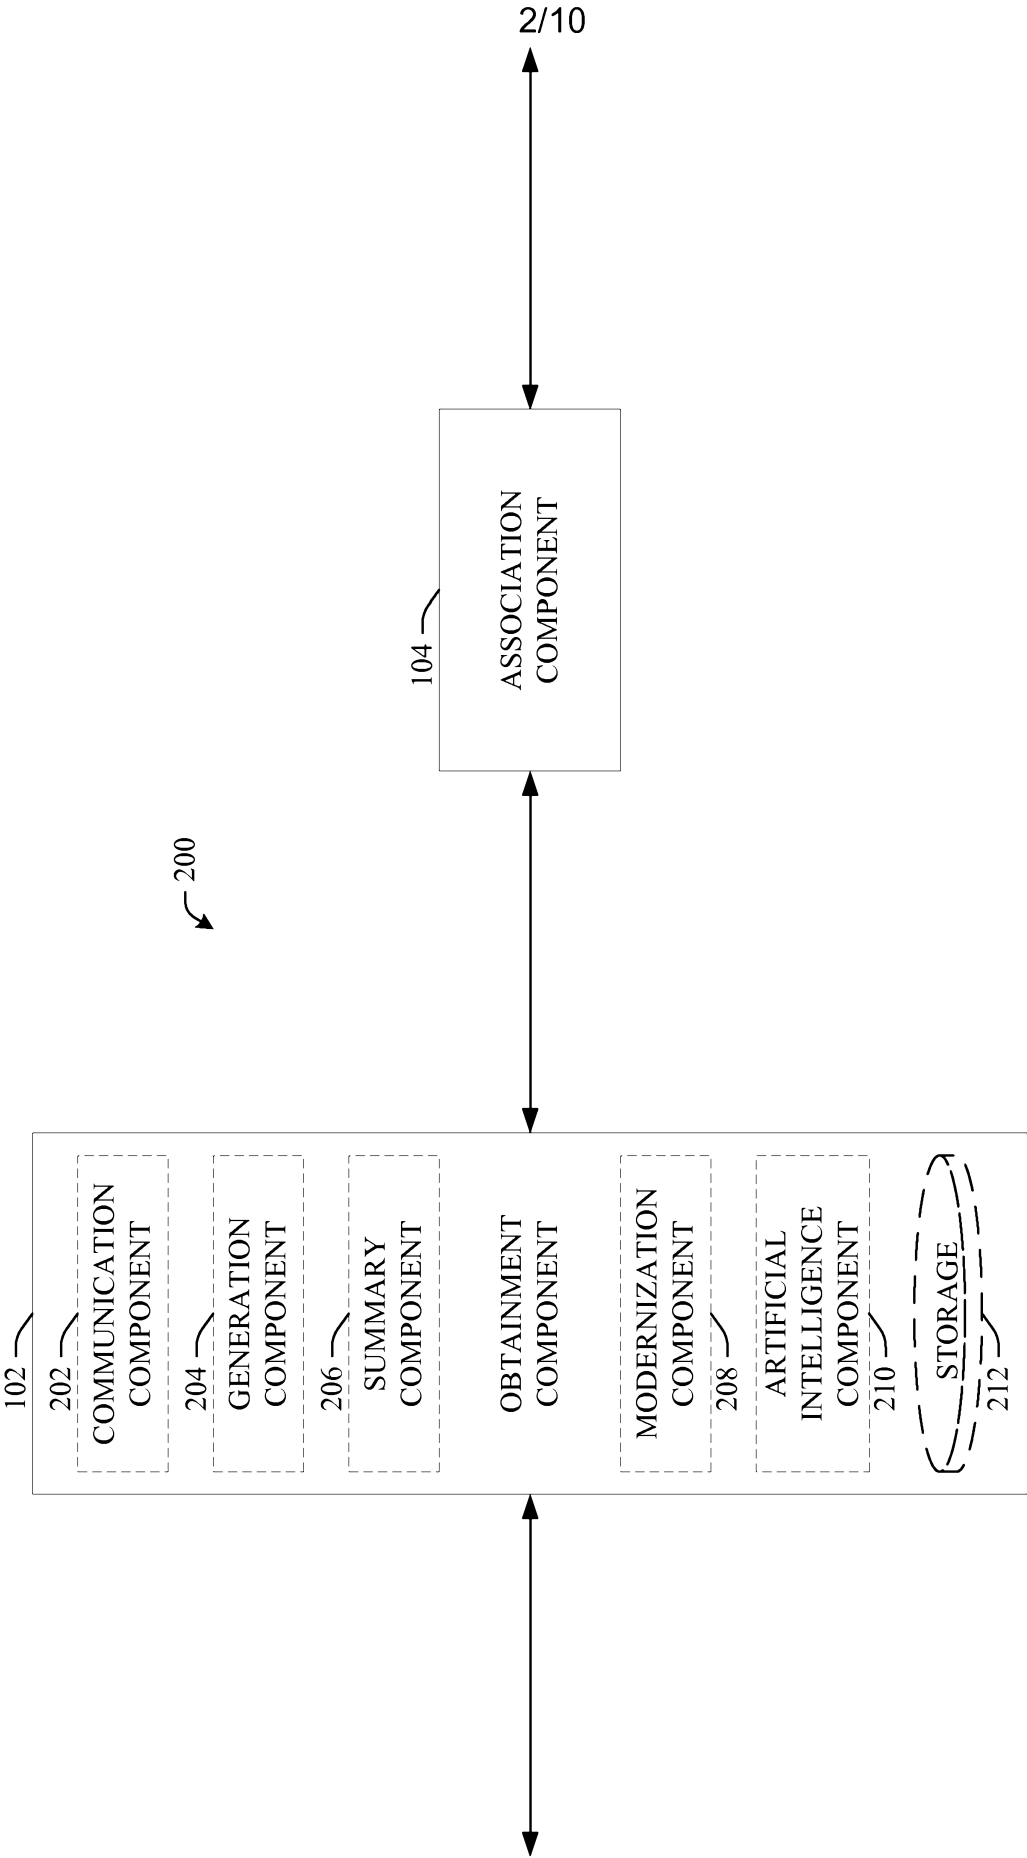 2/10
200
102
202
COMMUNICATION
COMPONENT
204
GENERATION
COMPONENT
206
SUMMARY
COMPONENT
OBTAINMENT
COMPONENT
MODERNIZATION
COMPONENT
208
ARTIFICIAL
INTELLIGENCE
COMPONENT
210
STORAGE
212
104
ASSOCIATION
COMPONENT